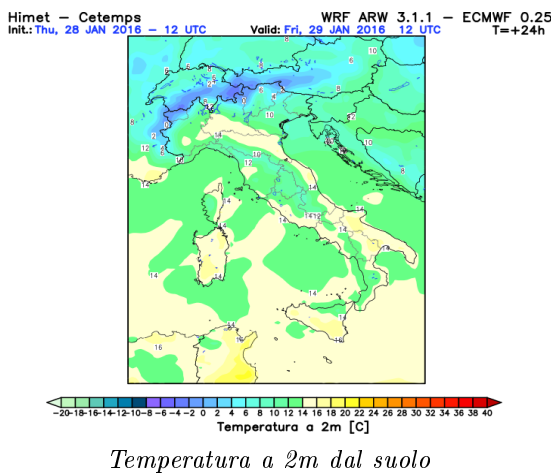 Himet – Cetemps WRF ARW 3.1.1 – ECMWF 0.25
Init.: Thu, 28 JAN 2016 – 12 UTC Valid: Fri, 29 JAN 2016 12 UTC T=+24h
-20 -18 -16 -14 -12 -10 -8 -6 -4 -2 0 2 4 6 8 10 12 14 16 18 20 22 24 26 28 30 32 34 36 38 40
Temperatura a 2m [C]
Temperatura a 2m dal suolo